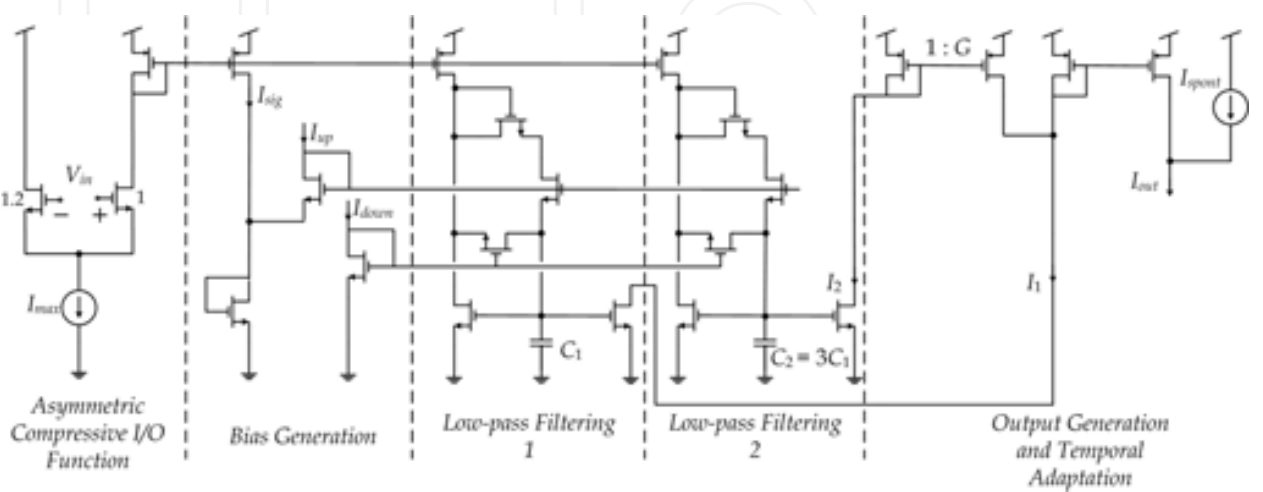 1 : G
I_spont
I_sig
I_up
V_in
1.2
− +
1
I_down
I_out
I_max
I_2
I_1
C_1
C_2 = 3C_1
Asymmetric
Compressive I/O
Function
Bias Generation
Low-pass Filtering
1
Low-pass Filtering
2
Output Generation
and Temporal
Adaptation